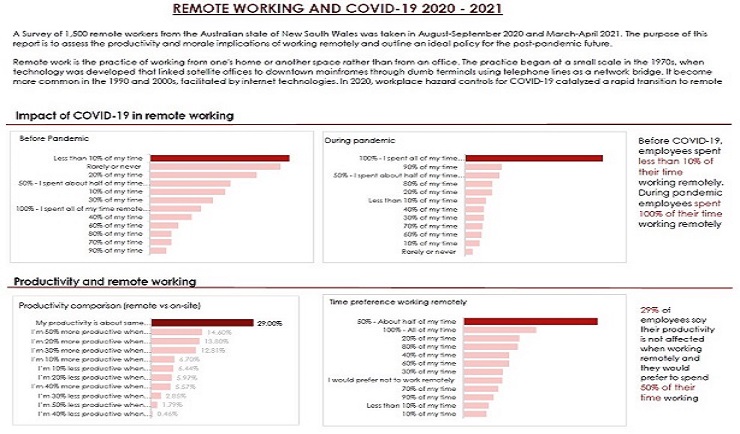 REMOTE WORKING AND COVID-19 2020 - 2021
A Survey of 1,500 remote workers from the Australian state of New South Wales was taken in August-September 2020 and March-April 2021. The purpose of this
report is to assess the productivity and morale implications of working remotely and outline an ideal policy for the post-pandemic future.
Remote work is the practice of working from one's home or another space rather than from an office. The practice began at a small scale in the 1970s, when
technology was developed that linked satellite offices to downtown mainframes through dumb terminals using telephone lines as a network bridge. It become
more common in the 1990 and 2000s, facilitated by internet technologies. In 2020, workplace hazard controls for COVID-19 catalyzed a rapid transition to remote
Impact of COVID-19 in remote working
Before Pandemic
Less than 10% of my time
Rarely or never
20% of my time
50% - I spent about half of my time...
10% of my time
30% of my time
100% - I spent all of my time remote...
40% of my time
60% of my time
80% of my time
70% of my time
90% of my time
During pandemic
100% - I spent all of my time...
90% of my time
50% - I spent about half of my time...
80% of my time
20% of my time
Less than 10% of my time
40% of my time
30% of my time
70% of my time
60% of my time
10% of my time
Rarely or never
Before COVID-19,
employees spent
less than 10% of
their time
working remotely.
During pandemic
employees spent
100% of their time
working remotely
Productivity and remote working
Productivity comparison (remote vs on-site)
My productivity is about same... 29.00%
I'm 50% more productive when... 14.60%
I'm 20% more productive when...
I'm 30% more productive when... 12.51%
I'm 10% more productive when... 6.70%
I'm 10% less productive when... 6.44%
I'm 20% less productive when... 5.97%
I'm 40% more productive when... 5.57%
I'm 30% less productive when...
I'm 50% less productive when... 1.79%
I'm 40% less productive when... 0.46%
Time preference working remotely
50% - About half of my time
100% - All of my time
20% of my time
80% of my time
40% of my time
60% of my time
30% of my time
I would prefer not to work remotely
70% of my time
90% of my time
Less than 10% of my time
10% of my time
29% of
employees say
their productivity
is not affected
when working
remotely and
they would
prefer to spend
50% of their
time working